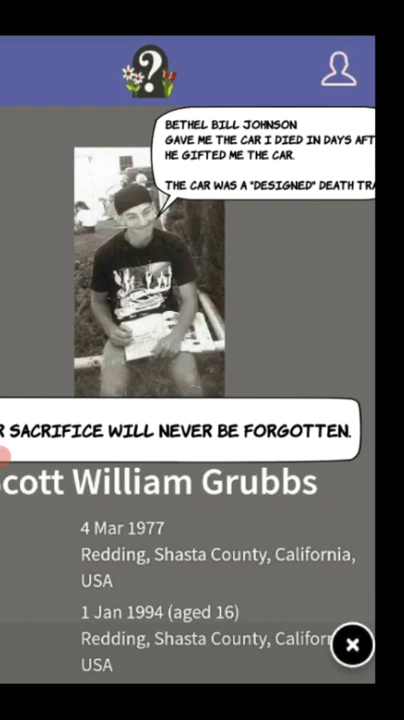 ?
BETHEL BILL JOHNSON
GAVE ME THE CAR I DIED IN DAYS AFT
HE GIFTED ME THE CAR.
THE CAR WAS A "DESIGNED" DEATH TRA
R SACRIFICE WILL NEVER BE FORGOTTEN.
Scott William Grubbs
4 Mar 1977
Redding, Shasta County, California,
USA
1 Jan 1994 (aged 16)
Redding, Shasta County, Califor
USA